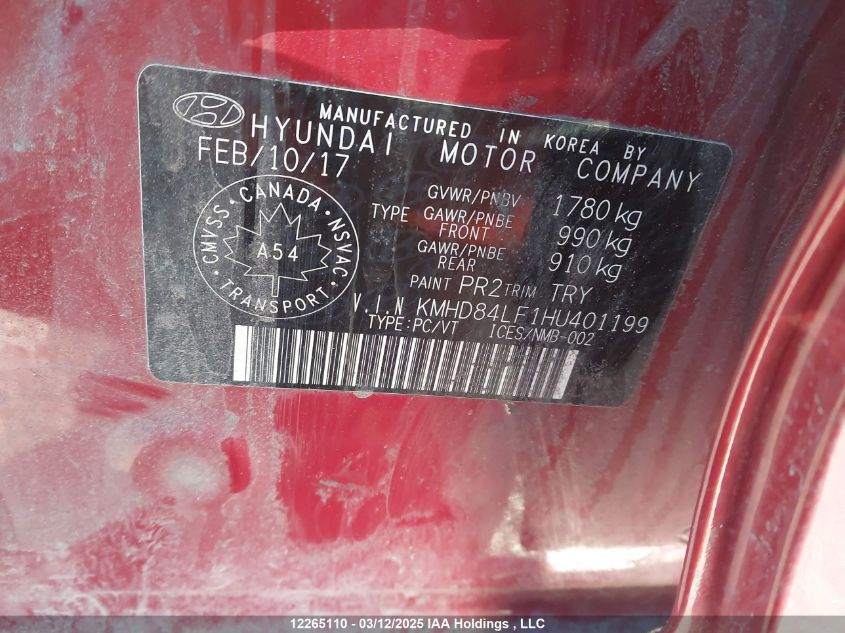 MANUFACTURED IN KOREA BY
HYUNDAI MOTOR COMPANY
FEB/10/17
CMVSS · CANADA · NSVAC
A54
TRANSPORT
GVWR/PNBV 1780 kg
TYPE GAWR/PNBE FRONT 990 kg
GAWR/PNBE REAR 910 kg
PAINT PR2 TRIM TRY
V.I.N KMHD84LF1HU401199
TYPE:PC/VT ICES/NMB-002
12265110 - 03/12/2025 IAA Holdings , LLC